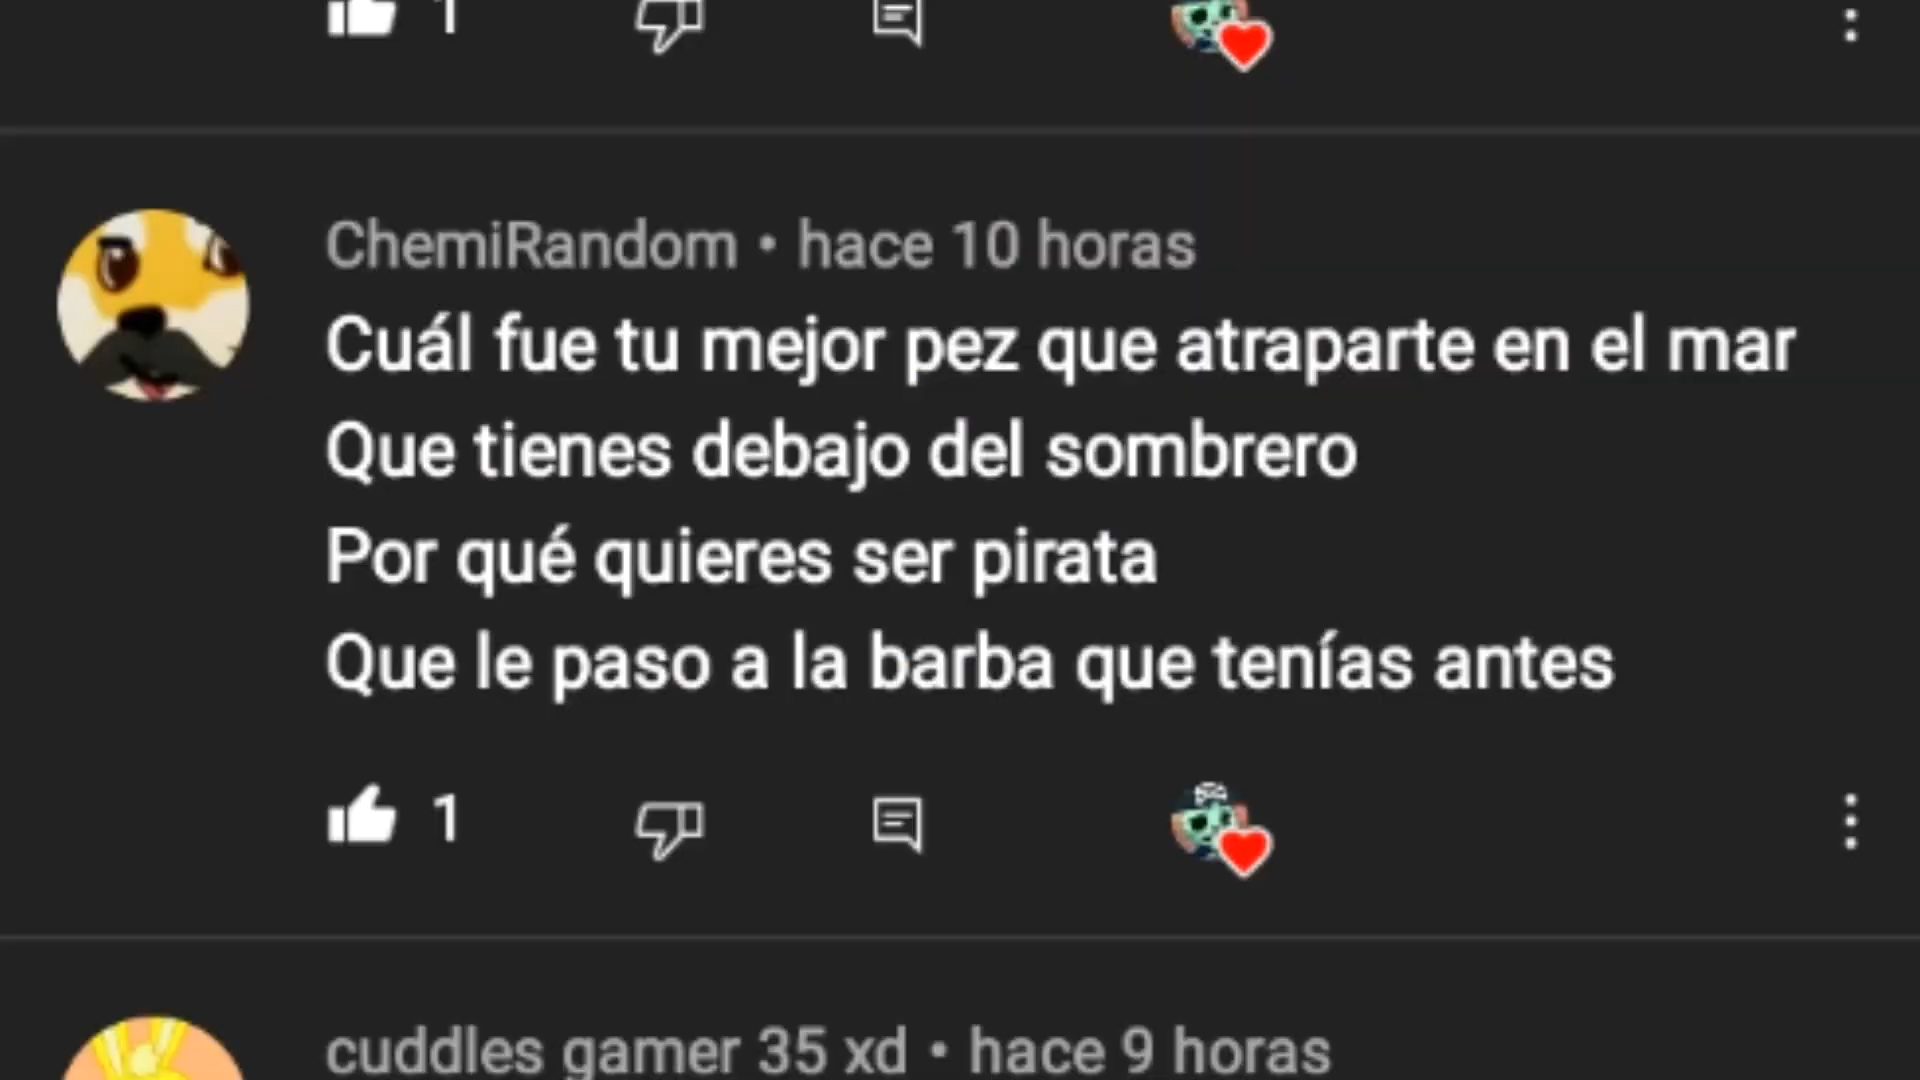 1
ChemiRandom • hace 10 horas
Cuál fue tu mejor pez que atraparte en el mar
Que tienes debajo del sombrero
Por qué quieres ser pirata
Que le paso a la barba que tenías antes
1
cuddles gamer 35 xd • hace 9 horas